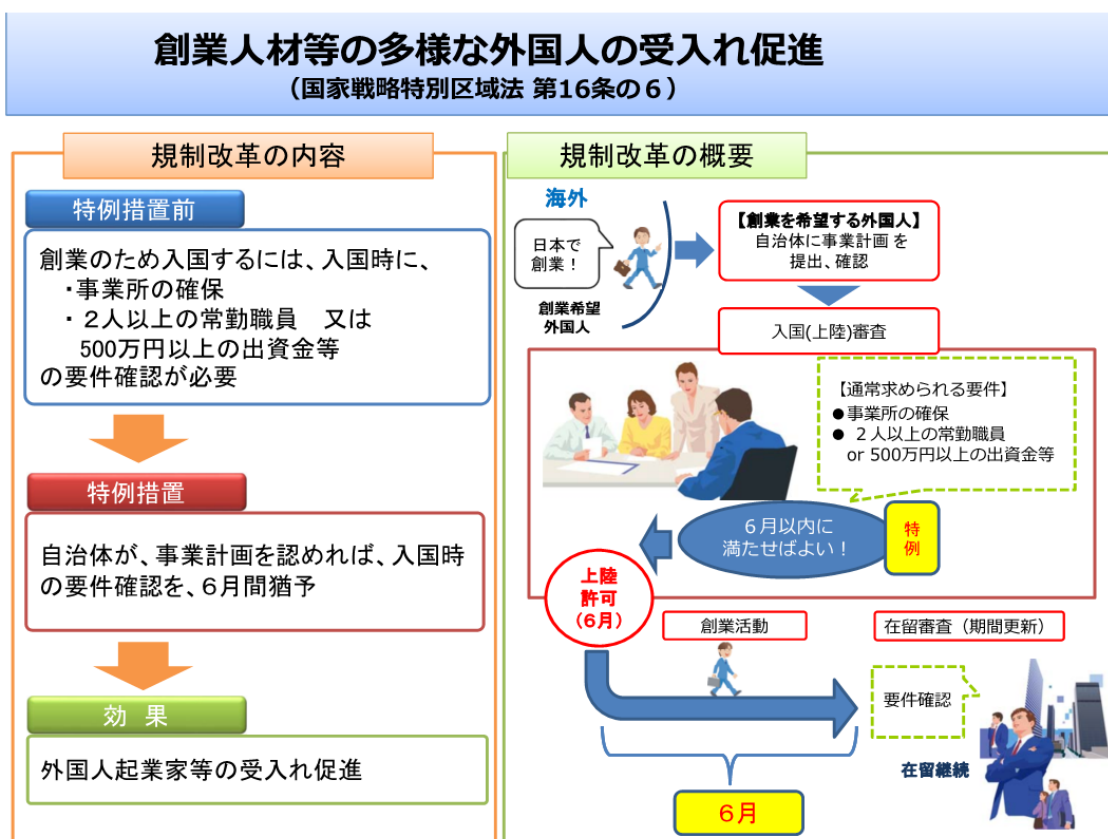 創業人材等の多様な外国人の受入れ促進
（国家戦略特別区域法 第16条の６）
規制改革の内容
特例措置前
創業のため入国するには、入国時に、
・事業所の確保
・２人以上の常勤職員　又は
500万円以上の出資金等
の要件確認が必要
特例措置
自治体が、事業計画を認めれば、入国時
の要件確認を、６月間猶予
効　果
外国人起業家等の受入れ促進
規制改革の概要
海外
日本で
創業！
創業希望
外国人
【創業を希望する外国人】
自治体に事業計画 を
提出、確認
入国(上陸)審査
【通常求められる要件】
●事業所の確保
● ２人以上の常勤職員
or 500万円以上の出資金等
６月以内に
満たせばよい！
特
例
上陸
許可
（６月）
創業活動
在留審査（期間更新）
要件確認
在留継続
６月